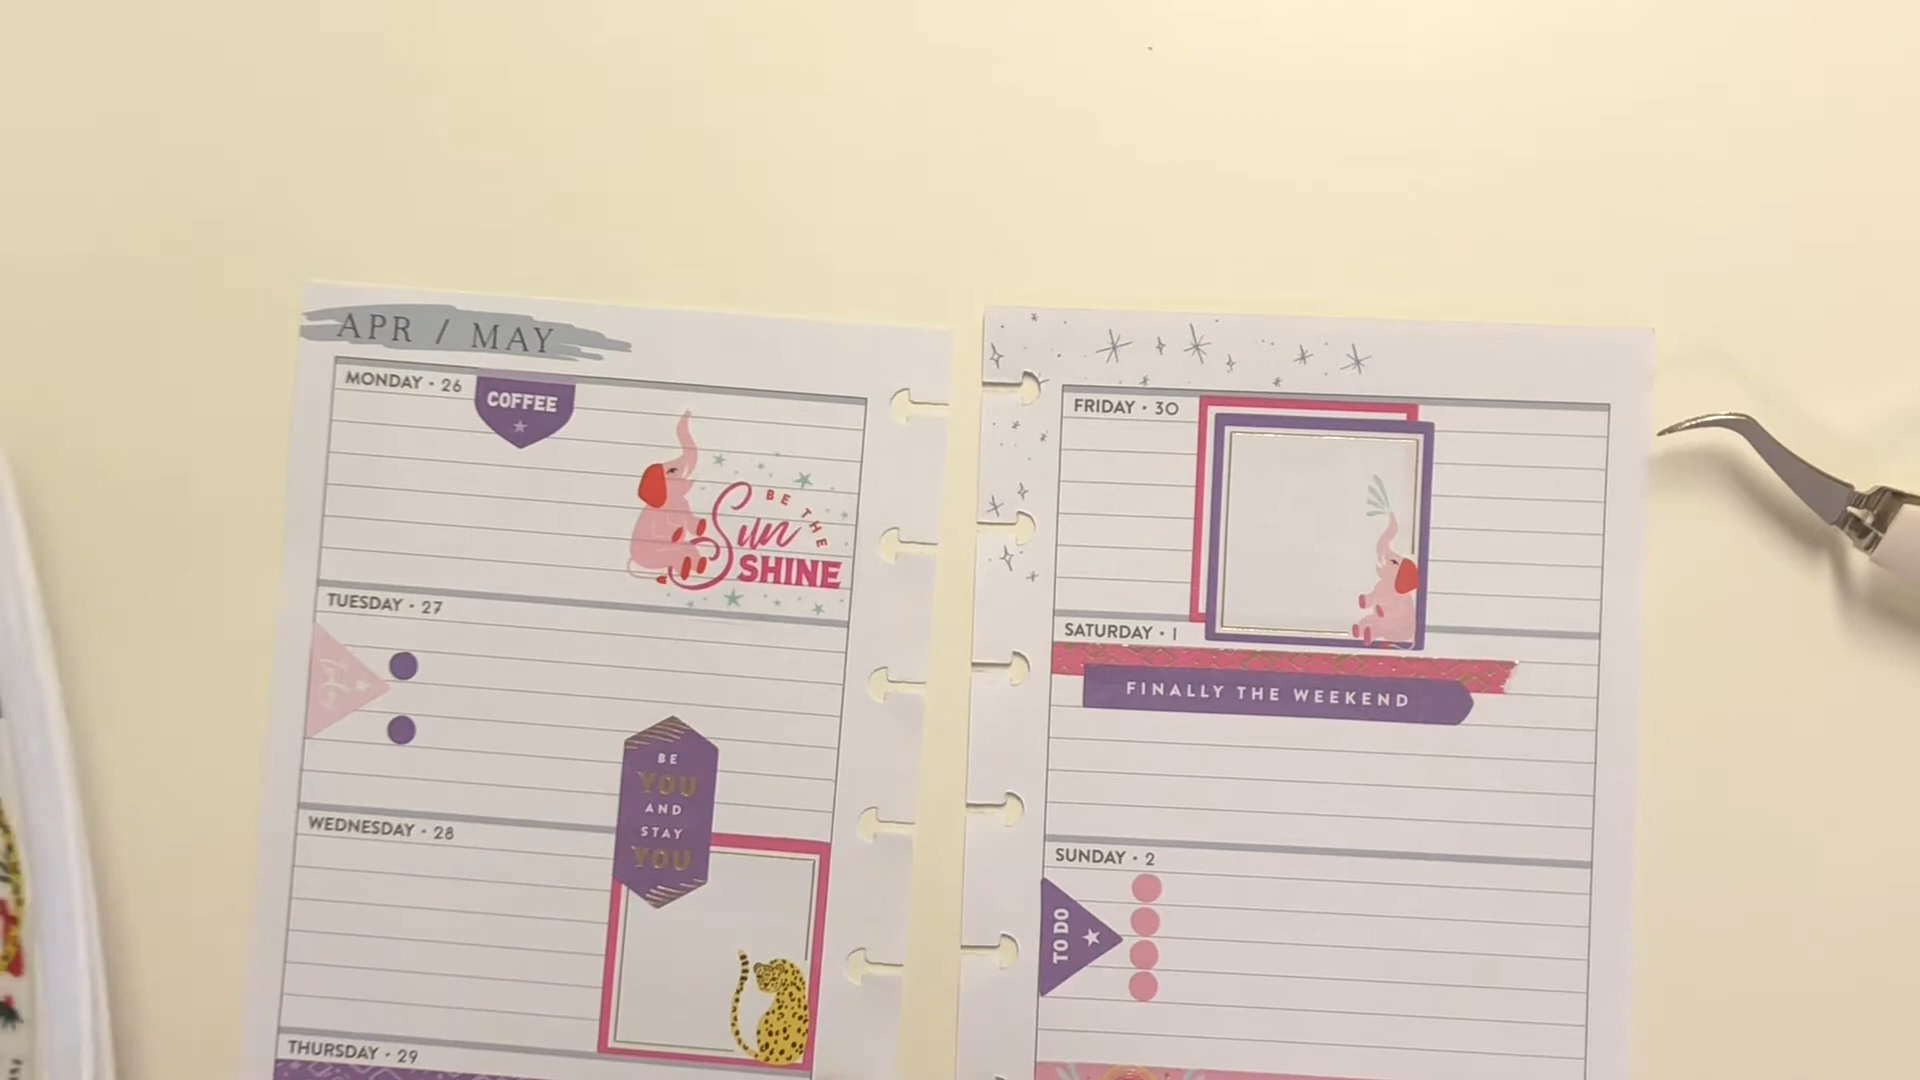 APR / MAY
MONDAY • 26
COFFEE
BE THE
Sun
SHINE
TUESDAY • 27
today
BE
YOU
AND
STAY
YOU
WEDNESDAY • 28
THURSDAY • 29
FRIDAY • 30
SATURDAY • 1
FINALLY THE WEEKEND
SUNDAY • 2
TO DO